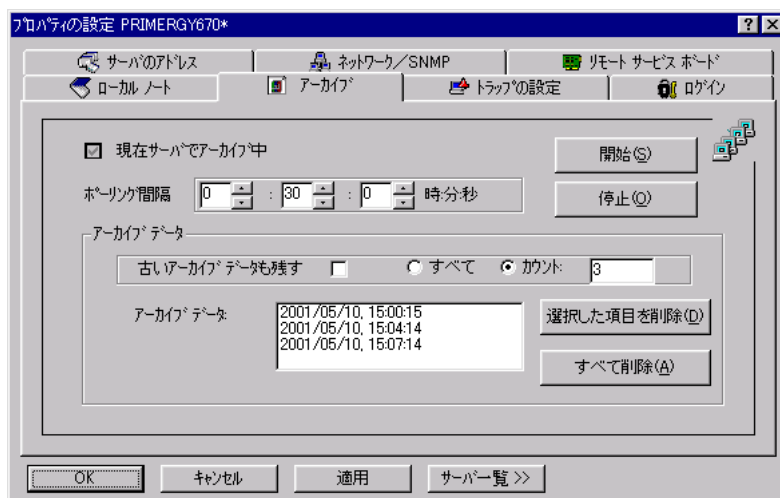 ﾌﾟﾛﾊﾟﾃｨの設定 PRIMERGY670*
ｻｰﾊﾞのｱﾄﾞﾚｽ
ﾈｯﾄﾜｰｸ／SNMP
ﾘﾓｰﾄ ｻｰﾋﾞｽ ﾎﾞｰﾄﾞ
ﾛｰｶﾙ ﾉｰﾄ
ｱｰｶｲﾌﾞ
ﾄﾗｯﾌﾟの設定
ﾛｸﾞｲﾝ
現在ｻｰﾊﾞでｱｰｶｲﾌﾞ中
開始(S)
ﾎﾟｰﾘﾝｸﾞ間隔 0 : 30 : 0 時:分:秒
停止(O)
ｱｰｶｲﾌﾞ ﾃﾞｰﾀ
古いｱｰｶｲﾌﾞ ﾃﾞｰﾀも残す すべて ｶｳﾝﾄ: 3
ｱｰｶｲﾌﾞ ﾃﾞｰﾀ:
2001/05/10, 15:00:15
2001/05/10, 15:04:14
2001/05/10, 15:07:14
選択した項目を削除(D)
すべて削除(A)
OK
ｷｬﾝｾﾙ
適用
ｻｰﾊﾞ一覧 >>